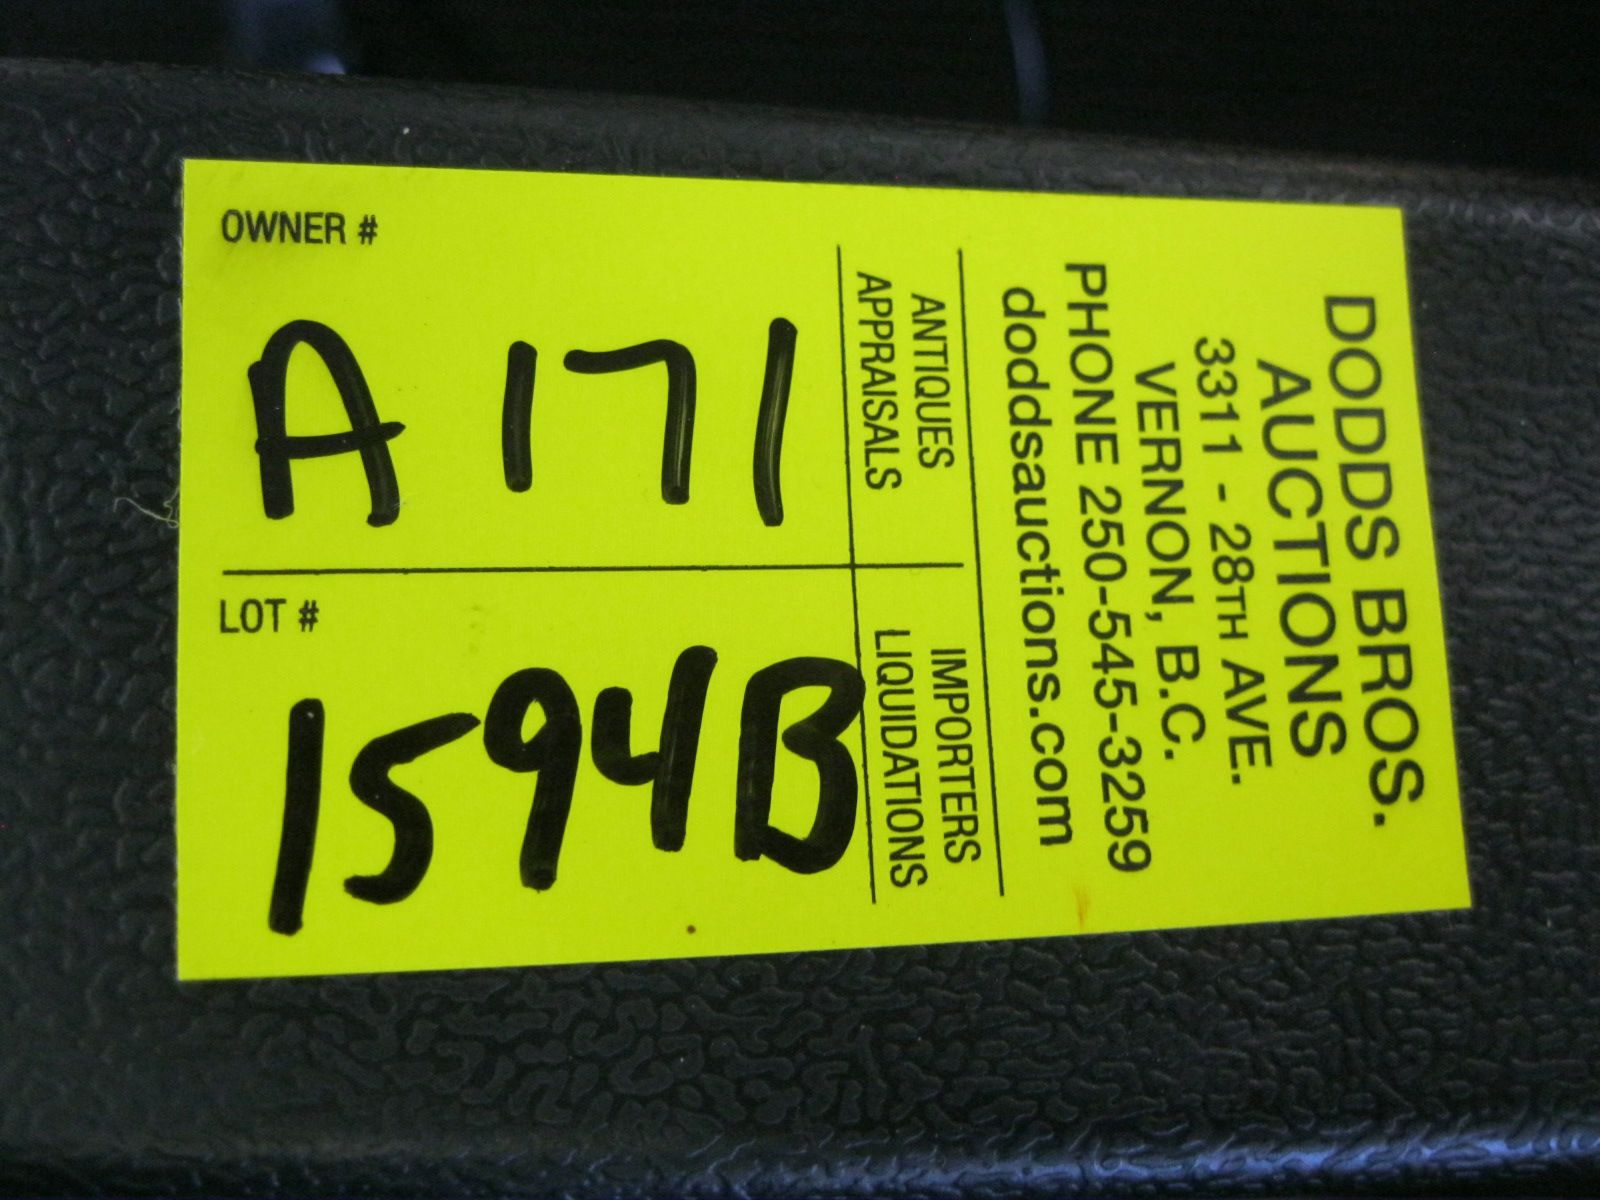 OWNER #
A 171
LOT #
1594B
DODDS BROS.
AUCTIONS
3311 - 28TH AVE.
VERNON, B.C.
PHONE 250-545-3259
doddsauctions.com
ANTIQUES IMPORTERS
APPRAISALS LIQUIDATIONS